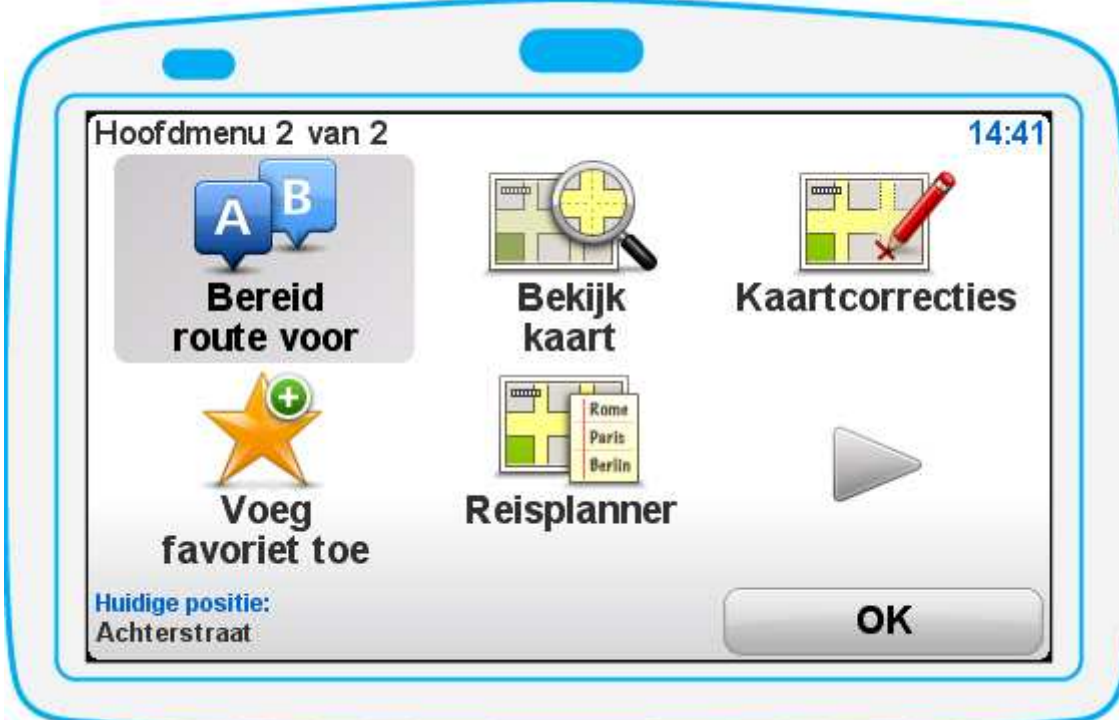 Hoofdmenu 2 van 2
14:41
A
B
Bereid
route voor
Bekijk
kaart
Kaartcorrecties
Voeg
favoriet toe
Rome
Paris
Berlin
Reisplanner
Huidige positie:
Achterstraat
OK